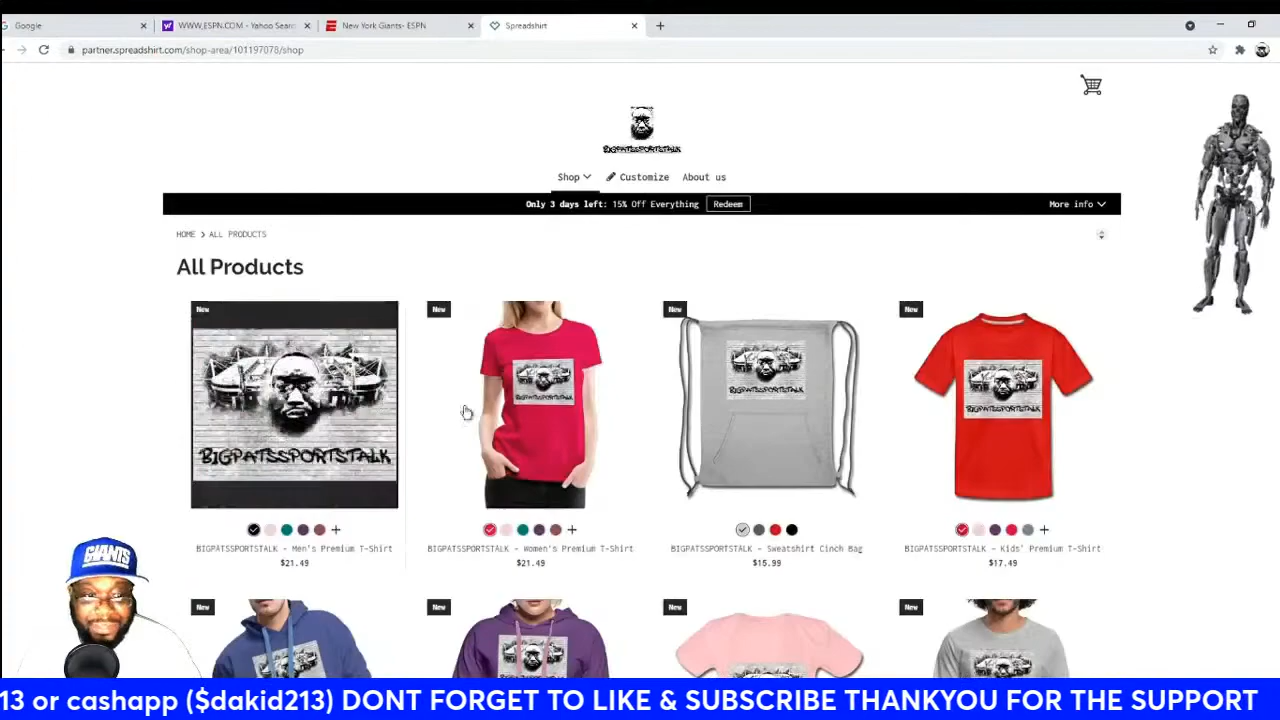 Google
WWW.ESPN.COM - Yahoo Searc
New York Giants- ESPN
Spreadshirt
partner.spreadshirt.com/shop-area/101197078/shop
BIGPATSSPORTSTALK
Shop Customize About us
Only 3 days left: 15% Off Everything Redeem More info
HOME > ALL PRODUCTS
All Products
New New New New
BIGPATSSPORTSTALK
BIGPATSSPORTSTALK
BIGPATSSPORTSTALK
BIGPATSSPORTSTALK
BIGPATSSPORTSTALK - Men's Premium T-Shirt
$21.49
BIGPATSSPORTSTALK - Women's Premium T-Shirt
$21.49
BIGPATSSPORTSTALK - Sweatshirt Cinch Bag
$15.99
BIGPATSSPORTSTALK - Kids' Premium T-Shirt
$17.49
New New New New
GIANTS
13 or cashapp ($dakid213) DONT FORGET TO LIKE & SUBSCRIBE THANKYOU FOR THE SUPPORT